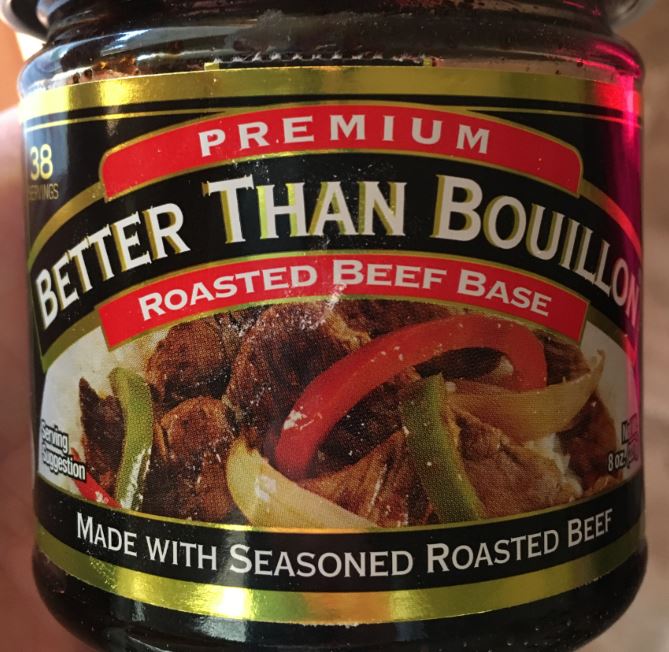 PREMIUM
38
SERVINGS
BETTER THAN BOUILLON
ROASTED BEEF BASE
Serving
Suggestion
8 oz
MADE WITH SEASONED ROASTED BEEF